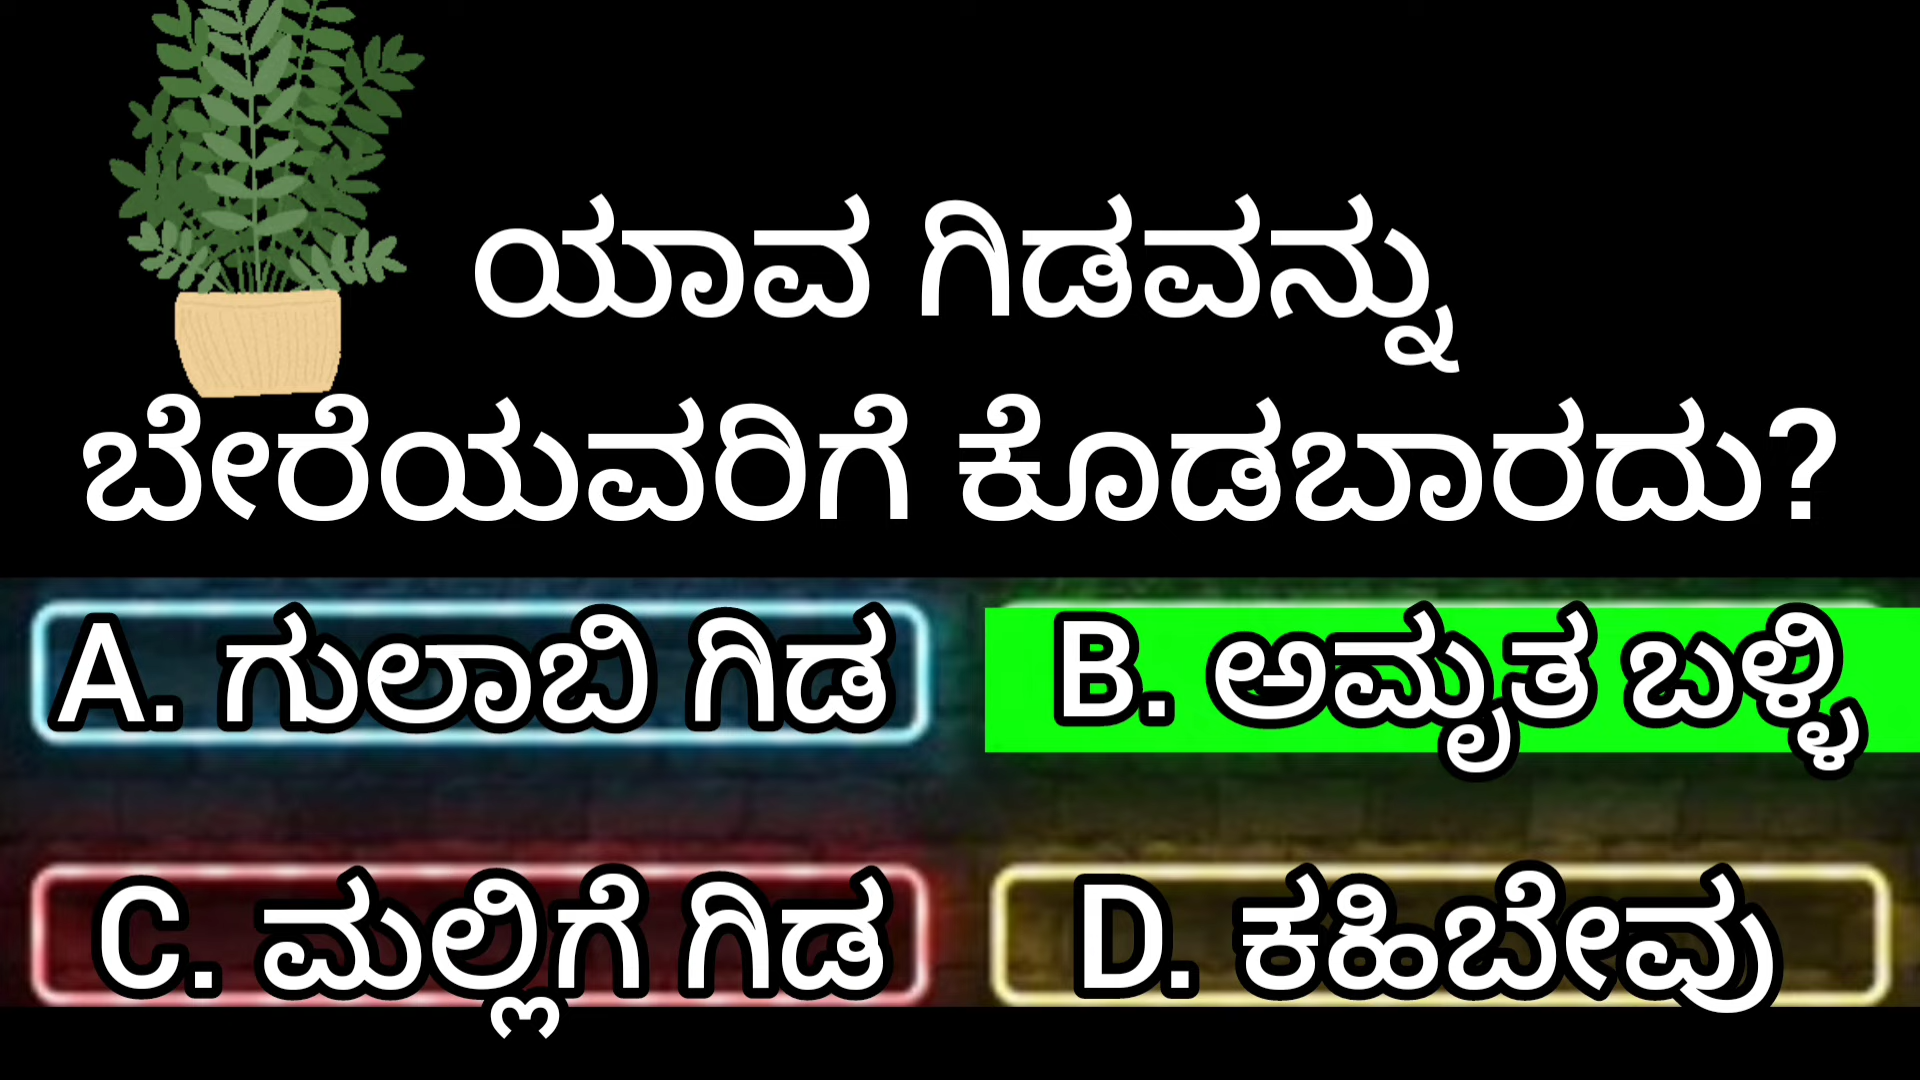 ಯಾವ ಗಿಡವನ್ನು
ಬೇರೆಯವರಿಗೆ ಕೊಡಬಾರದು?
A. ಗುಲಾಬಿ ಗಿಡ
B. ಅಮೃತ ಬಳ್ಳಿ
C. ಮಲ್ಲಿಗೆ ಗಿಡ
D. ಕಹಿಬೇವು